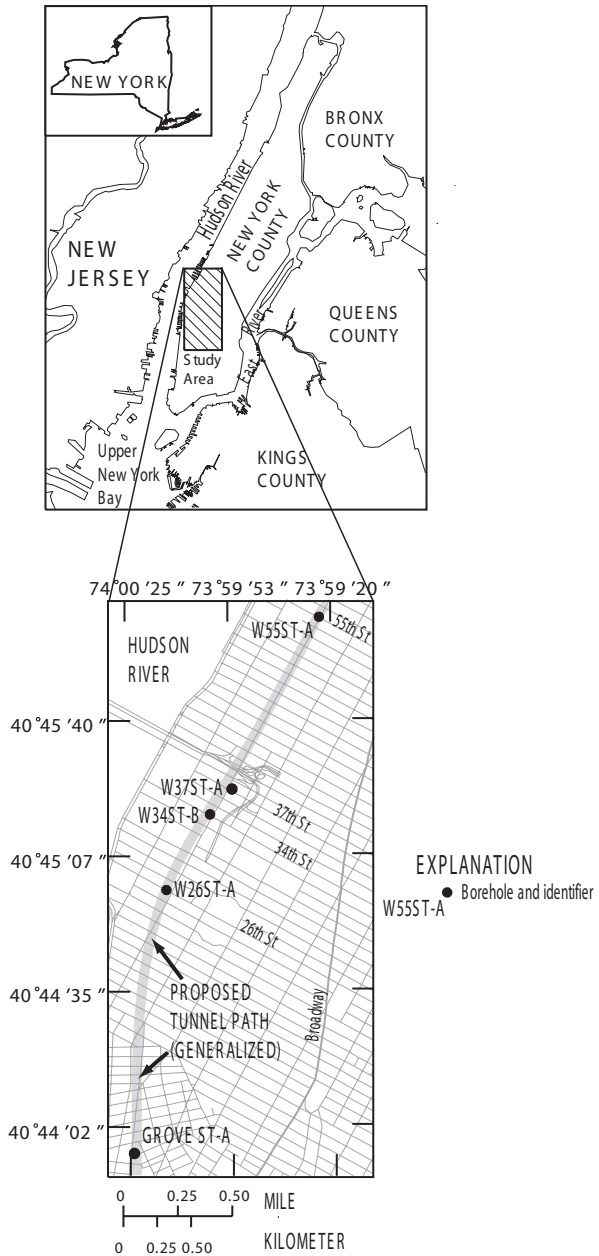 NEW YORK
BRONX
COUNTY
Hudson River
NEW YORK
COUNTY
NEW
JERSEY
QUEENS
COUNTY
East River
Study
Area
Upper
New York
Bay
KINGS
COUNTY
74°00 '25 " 73°59 '53 " 73°59 '20 "
HUDSON
RIVER
W55ST-A
55th St
40°45 '40 "
W37ST-A
W34ST-B
37th St
34th St
40°45 '07 "
W26ST-A
26th St
EXPLANATION
W55ST-A
Borehole and identifier
40°44 '35 "
PROPOSED
TUNNEL PATH
(GENERALIZED)
Broadway
40°44 '02 "
GROVE ST-A
0 0.25 0.50 MILE
0 0.25 0.50 KILOMETER